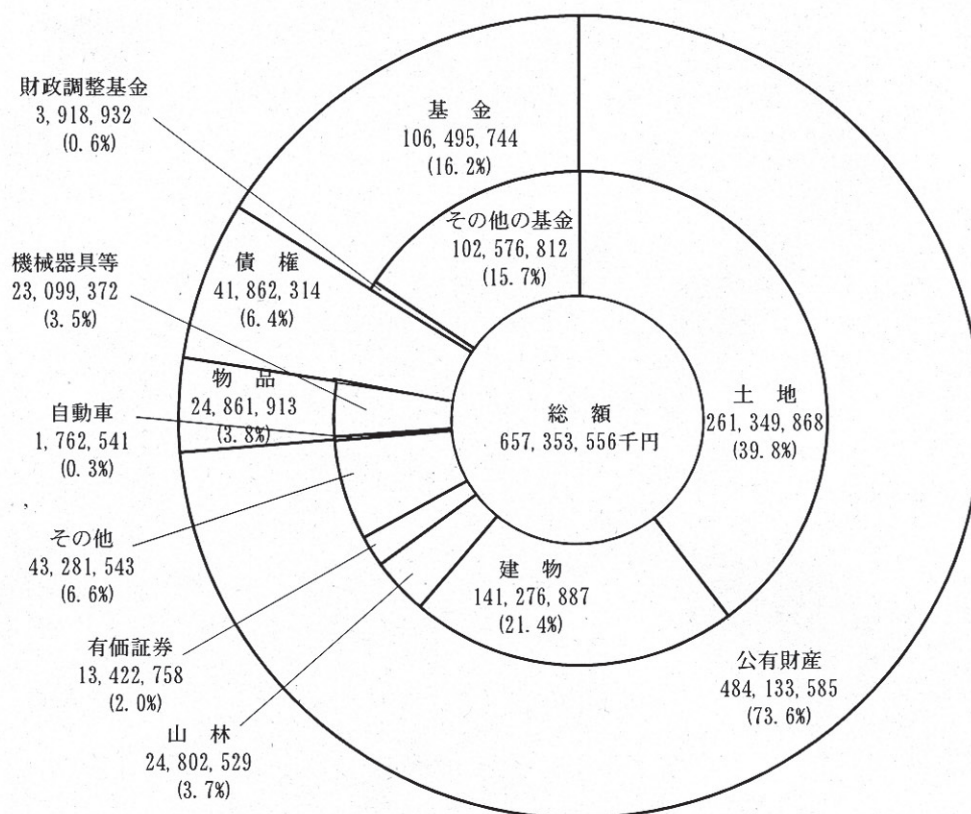 財政調整基金
3,918,932
(0.6%)
基 金
106,495,744
(16.2%)
その他の基金
102,576,812
(15.7%)
機械器具等
23,099,372
(3.5%)
債 権
41,862,314
(6.4%)
物 品
24,861,913
(3.8%)
自動車
1,762,541
(0.3%)
総 額
657,353,556千円
土 地
261,349,868
(39.8%)
その他
43,281,543
(6.6%)
建 物
141,276,887
(21.4%)
有価証券
13,422,758
(2.0%)
公有財産
484,133,585
(73.6%)
山 林
24,802,529
(3.7%)